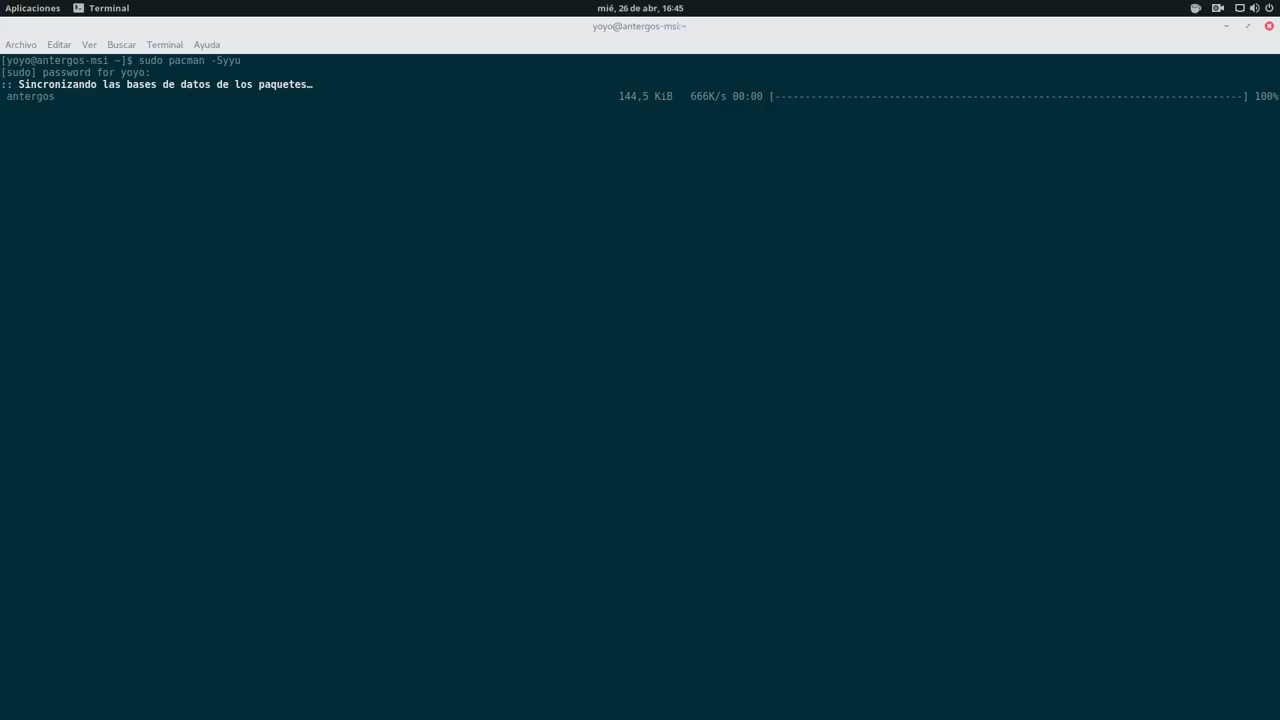 Aplicaciones Terminal mié, 26 de abr, 16:45
yoyo@antergos-msi:~
Archivo Editar Ver Buscar Terminal Ayuda
[yoyo@antergos-msi ~]$ sudo pacman -Syyu
[sudo] password for yoyo:
:: Sincronizando las bases de datos de los paquetes…
antergos 144,5 KiB 666K/s 00:00 [------------------------------------------------------------------------------] 100%